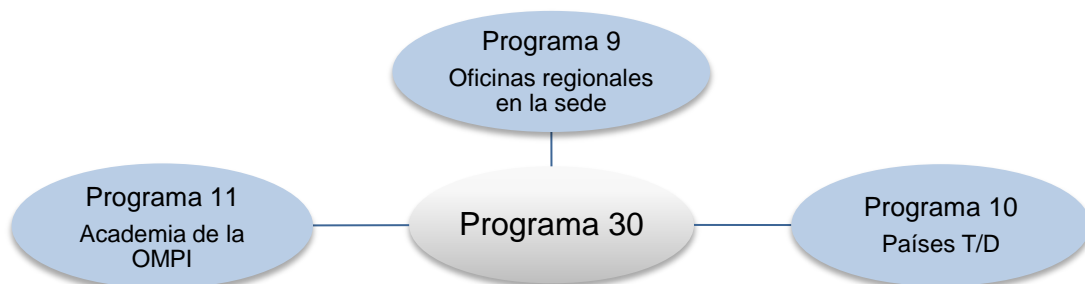 Programa 9
Oficinas regionales
en la sede
Programa 11
Academia de la
OMPI
Programa 30
Programa 10
Países T/D